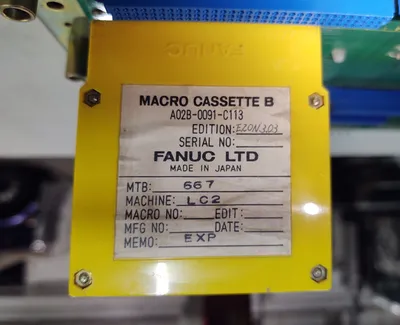 FANUC
MACRO CASSETTE B
A02B-0091-C113
EDITION:
SERIAL NO:
FANUC LTD
MADE IN JAPAN
MTB: 667
MACHINE: LC2
MACRO NO: EDIT:
MFG NO: DATE:
MEMO: EXP